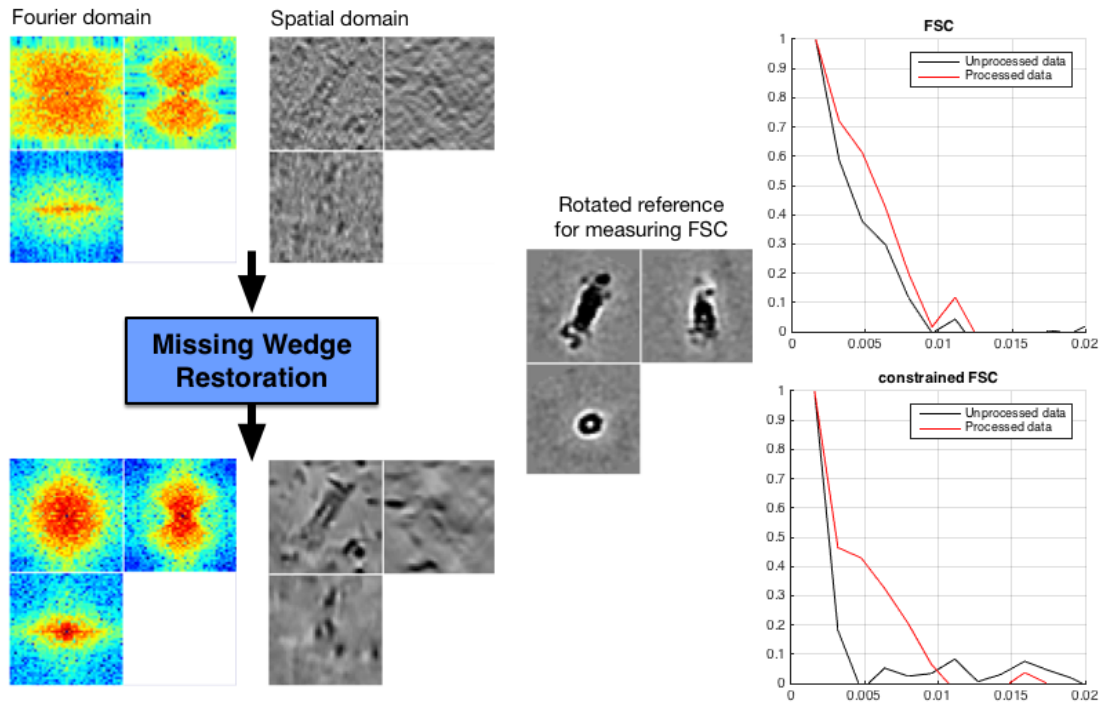 Fourier domain
Spatial domain
Missing Wedge
Restoration
Rotated reference
for measuring FSC
FSC
Unprocessed data
Processed data
1
0.9
0.8
0.7
0.6
0.5
0.4
0.3
0.2
0.1
0
0 0.005 0.01 0.015 0.02
constrained FSC
Unprocessed data
Processed data
1
0.9
0.8
0.7
0.6
0.5
0.4
0.3
0.2
0.1
0
0 0.005 0.01 0.015 0.02